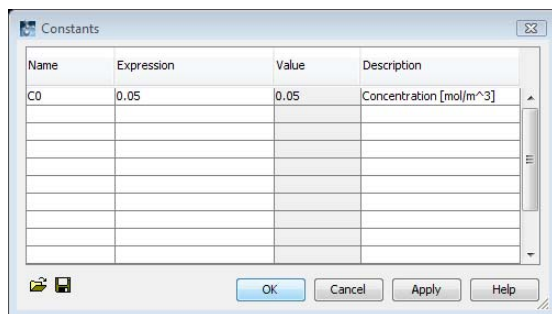 Constants
Name Expression Value Description
C0 0.05 0.05 Concentration [mol/m^3]
OK Cancel Apply Help